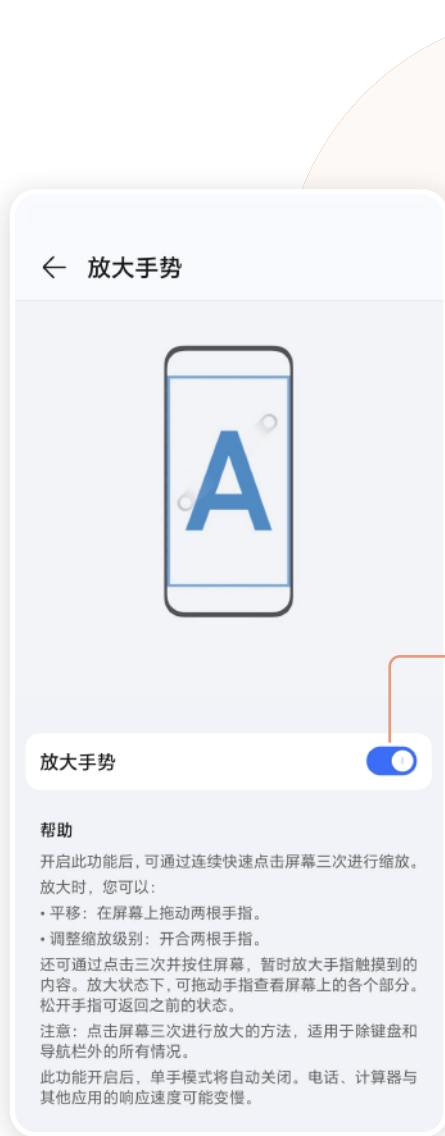 放大手势
A
放大手势
帮助
开启此功能后，可通过连续快速点击屏幕三次进行缩放。
放大时，您可以：
• 平移：在屏幕上拖动两根手指。
• 调整缩放级别：开合两根手指。
还可通过点击三次并按住屏幕，暂时放大手指触摸到的
内容。放大状态下，可拖动手指查看屏幕上的各个部分。
松开手指可返回之前的状态。
注意：点击屏幕三次进行放大的方法，适用于除键盘和
导航栏外的所有情况。
此功能开启后，单手模式将自动关闭。电话、计算器与
其他应用的响应速度可能变慢。